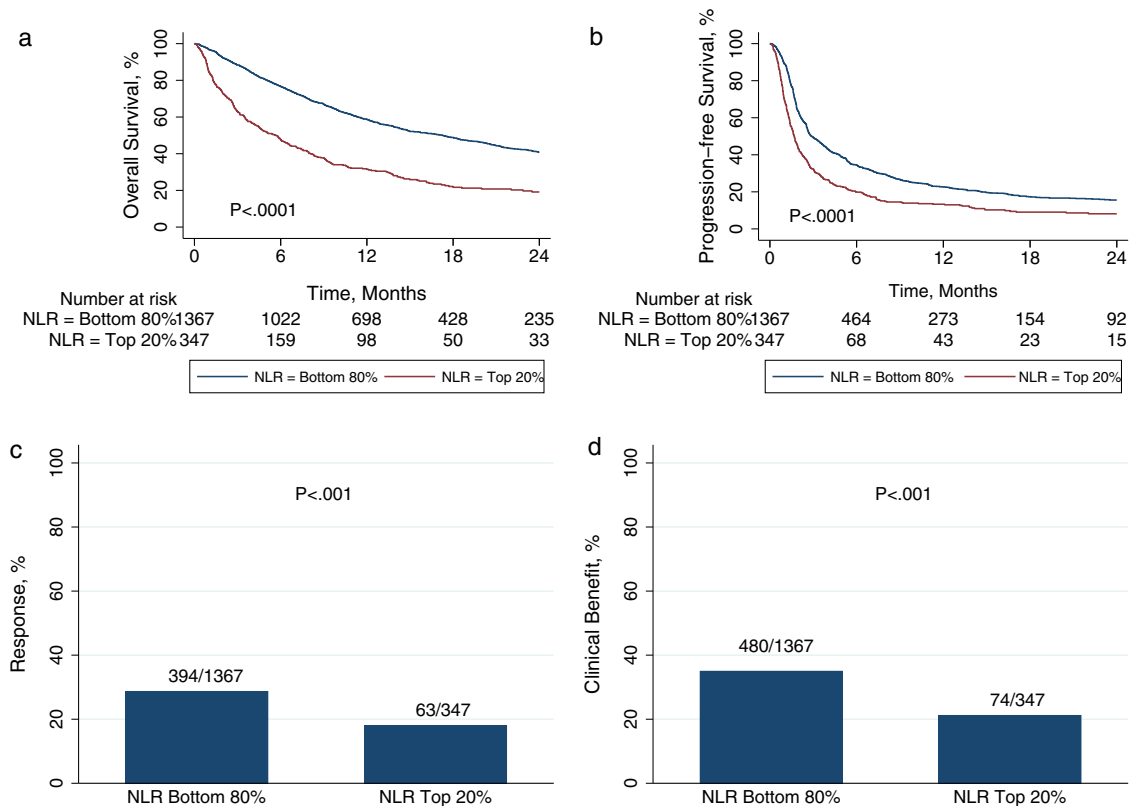 a
Overall Survival, %
100
80
60
40
20
0
P<.0001
0 6 12 18 24
Time, Months
Number at risk
NLR = Bottom 80% 1367 1022 698 428 235
NLR = Top 20% 347 159 98 50 33
NLR = Bottom 80% NLR = Top 20%
b
Progression–free Survival, %
100
80
60
40
20
0
P<.0001
0 6 12 18 24
Time, Months
Number at risk
NLR = Bottom 80% 1367 464 273 154 92
NLR = Top 20% 347 68 43 23 15
NLR = Bottom 80% NLR = Top 20%
c
Response, %
100
80
60
40
20
0
P<.001
394/1367
63/347
NLR Bottom 80% NLR Top 20%
d
Clinical Benefit, %
100
80
60
40
20
0
P<.001
480/1367
74/347
NLR Bottom 80% NLR Top 20%